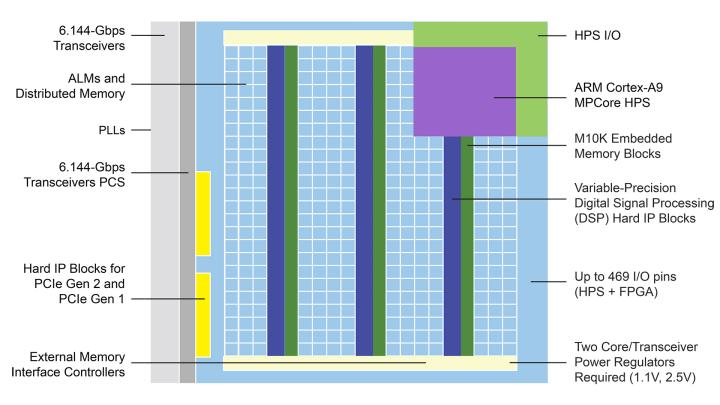 6.144-Gbps
Transceivers
ALMs and
Distributed Memory
PLLs
6.144-Gbps
Transceivers PCS
Hard IP Blocks for
PCIe Gen 2 and
PCIe Gen 1
External Memory
Interface Controllers
HPS I/O
ARM Cortex-A9
MPCore HPS
M10K Embedded
Memory Blocks
Variable-Precision
Digital Signal Processing
(DSP) Hard IP Blocks
Up to 469 I/O pins
(HPS + FPGA)
Two Core/Transceiver
Power Regulators
Required (1.1V, 2.5V)